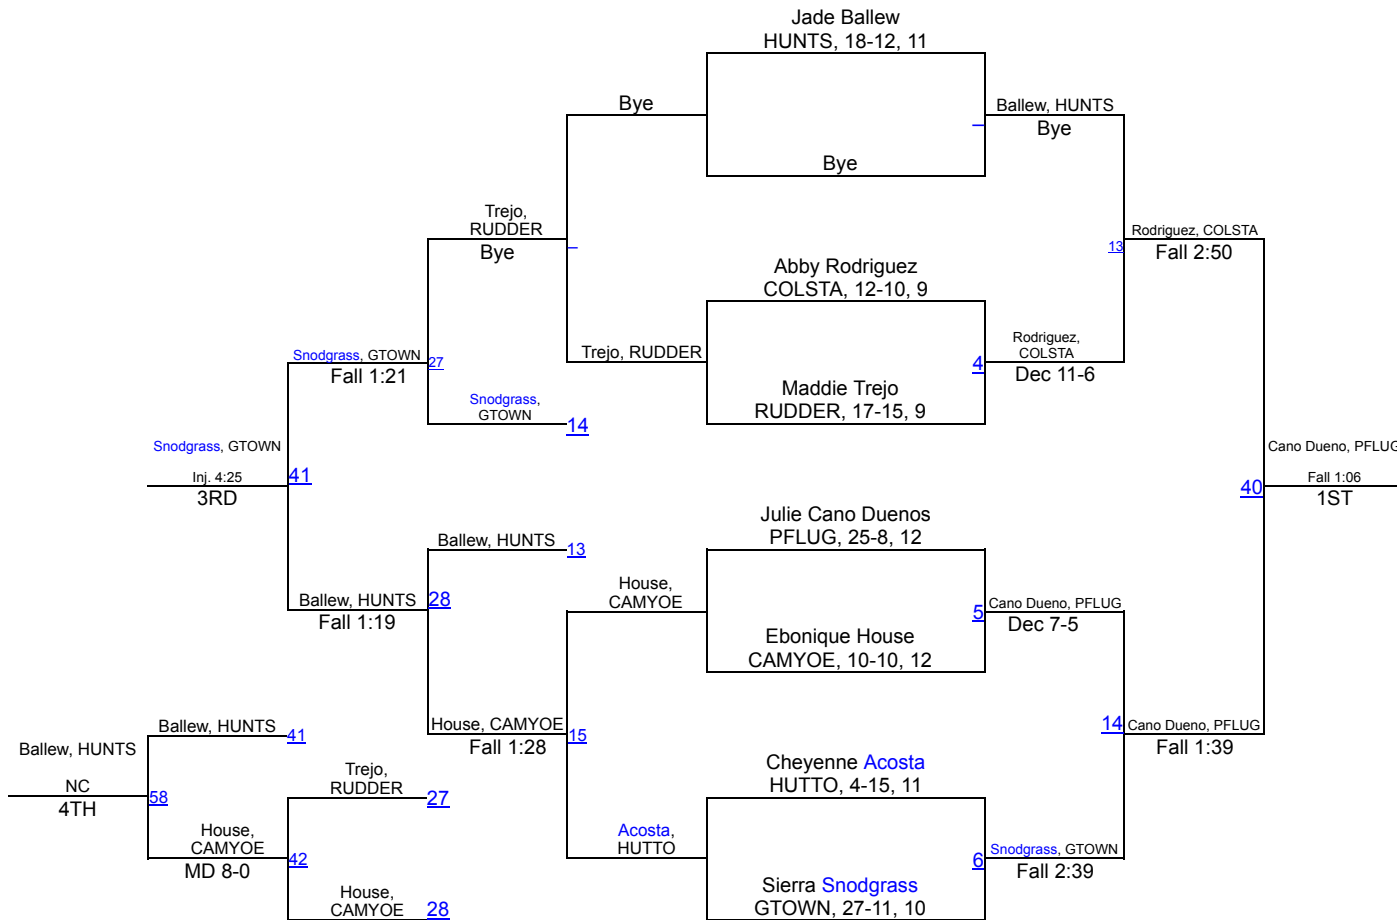 Jade Ballew
HUNTS, 18-12, 11
Bye
Ballew, HUNTS
Bye
Bye
Trejo,
RUDDER
Bye
Rodriguez, COLSTA
Fall 2:50
13
Abby Rodriguez
COLSTA, 12-10, 9
Rodriguez,
COLSTA
Dec 11-6
Trejo, RUDDER
4
Snodgrass, GTOWN
Fall 1:21
27
Maddie Trejo
RUDDER, 17-15, 9
Snodgrass,
GTOWN
14
Snodgrass, GTOWN
Inj. 4:25
3RD
41
Cano Dueno, PFLUG
Fall 1:06
1ST
40
Julie Cano Duenos
PFLUG, 25-8, 12
Ballew, HUNTS
13
House,
CAMYOE
Ballew, HUNTS
Fall 1:19
28
5
Cano Dueno, PFLUG
Dec 7-5
Ebonique House
CAMYOE, 10-10, 12
House, CAMYOE
Fall 1:28
15
14
Cano Dueno, PFLUG
Fall 1:39
Ballew, HUNTS
41
Ballew, HUNTS
NC
4TH
58
Trejo,
RUDDER
27
Cheyenne Acosta
HUTTO, 4-15, 11
House,
CAMYOE
MD 8-0
42
Acosta,
HUTTO
6
Snodgrass, GTOWN
Fall 2:39
House,
CAMYOE
28
Sierra Snodgrass
GTOWN, 27-11, 10